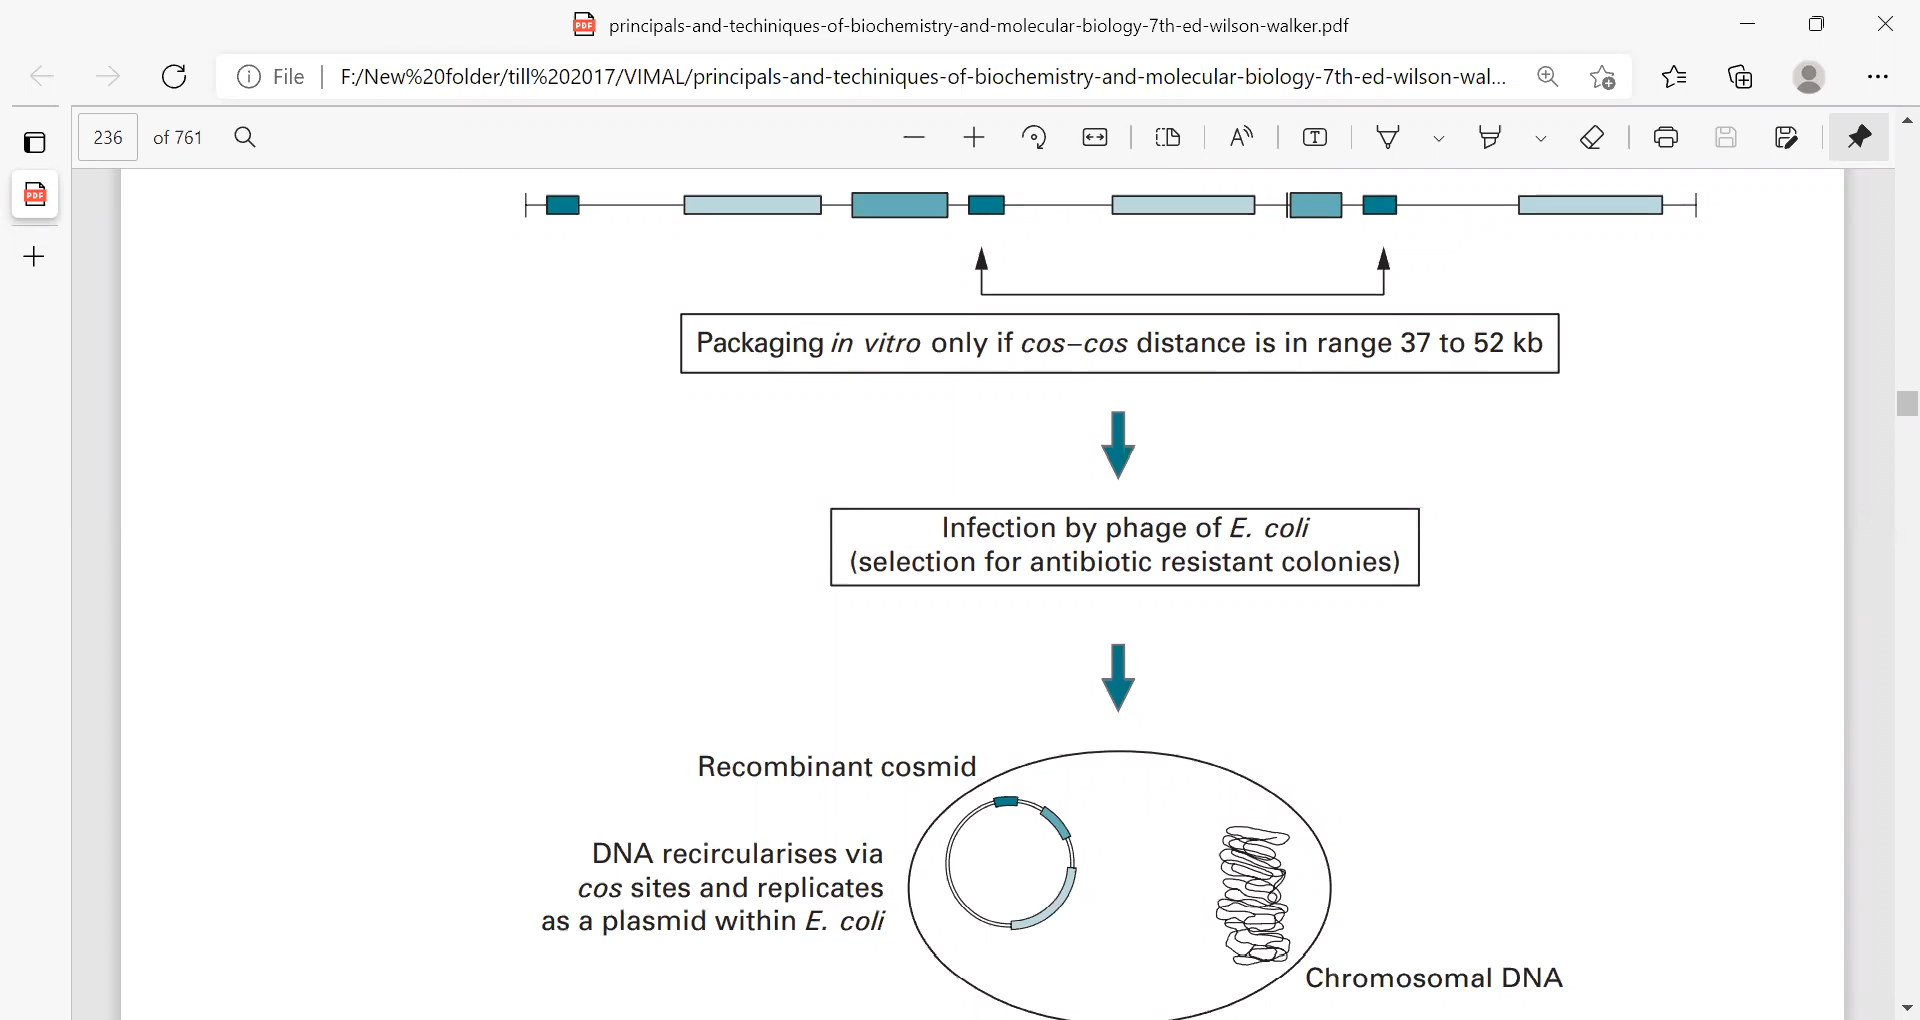 principals-and-techiniques-of-biochemistry-and-molecular-biology-7th-ed-wilson-walker.pdf
File F:/New%20folder/till%202017/VIMAL/principals-and-techiniques-of-biochemistry-and-molecular-biology-7th-ed-wilson-wal...
236 of 761
Packaging in vitro only if cos–cos distance is in range 37 to 52 kb
Infection by phage of E. coli
(selection for antibiotic resistant colonies)
Recombinant cosmid
DNA recircularises via
cos sites and replicates
as a plasmid within E. coli
Chromosomal DNA